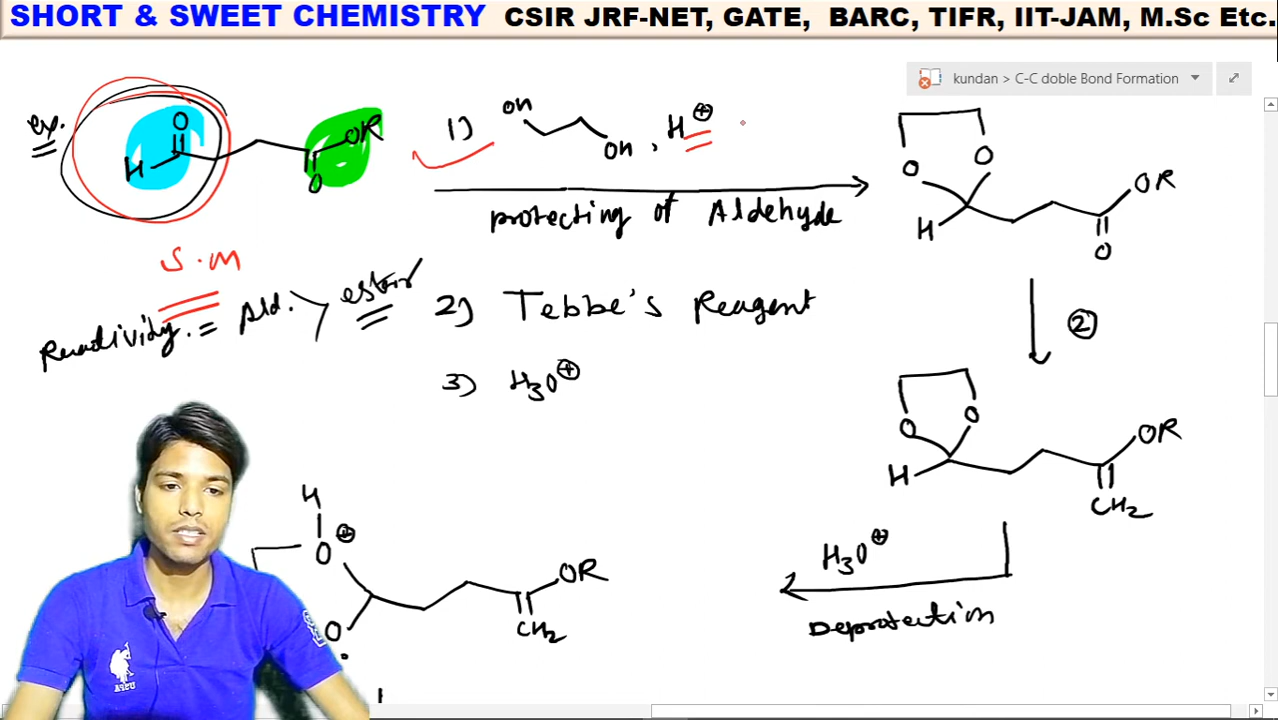 SHORT & SWEET CHEMISTRY CSIR JRF-NET, GATE, BARC, TIFR, IIT-JAM, M.Sc Etc.
kundan > C-C doble Bond Formation
ex.
H O OR O
1) OH OH , H⊕
protecting of Aldehyde
O O H OR O
S.M
Reactivity = Ald. > ester
2) Tebbe's Reagent
②
3) H3O⊕
O O H OR CH2
H O⊕ O OR CH2
H3O⊕
Deprotection